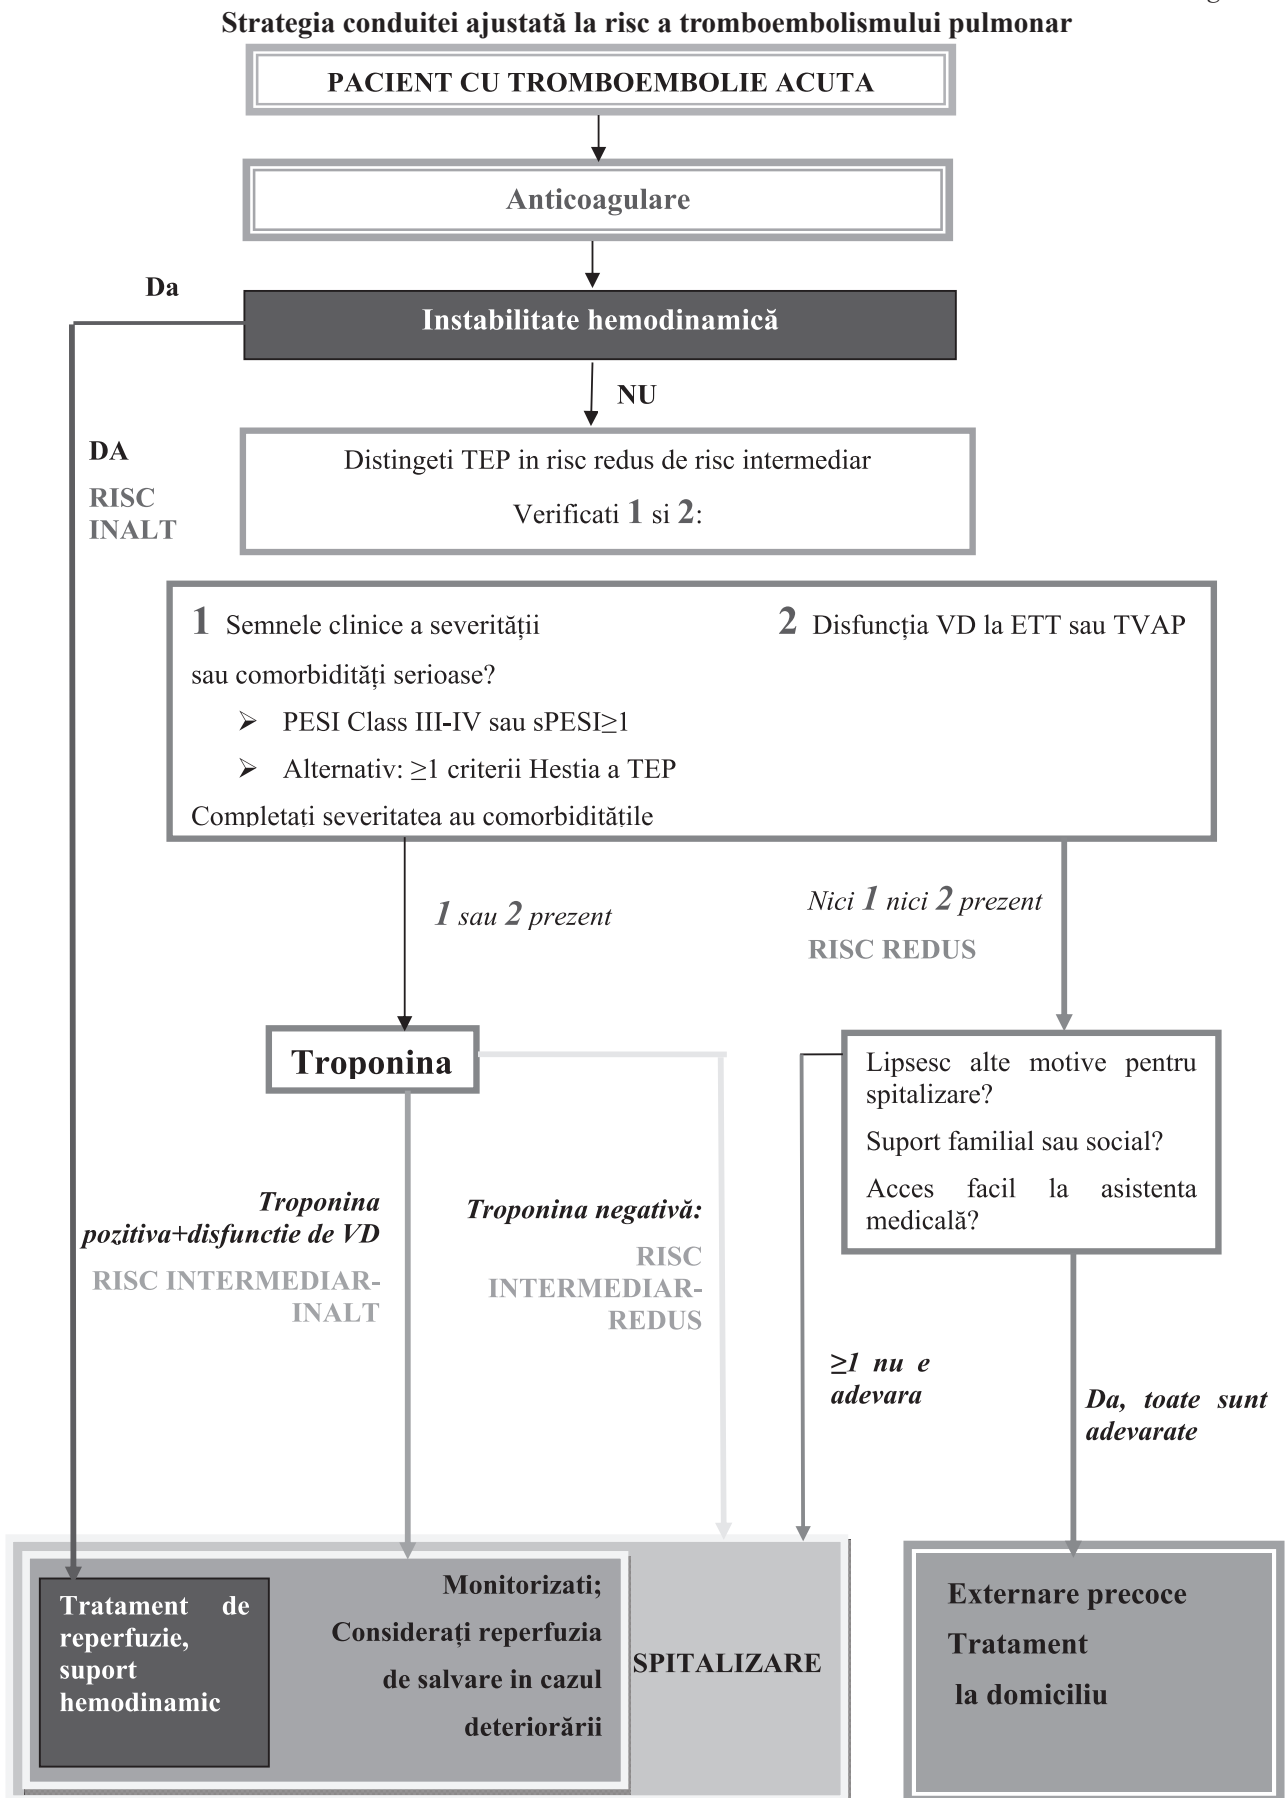 Strategia conduitei ajustată la risc a tromboembolismului pulmonar
PACIENT CU TROMBOEMBOLIE ACUTA
Anticoagulare
Da
Instabilitate hemodinamică
NU
DA
RISC
INALT
Distingeti TEP in risc redus de risc intermediar
Verificati 1 si 2:
1 Semnele clinice a severității
sau comorbidități serioase?
➢ PESI Class III-IV sau sPESI≥1
➢ Alternativ: ≥1 criterii Hestia a TEP
Completați severitatea au comorbiditățile
2 Disfuncția VD la ETT sau TVAP
1 sau 2 prezent
Nici 1 nici 2 prezent
RISC REDUS
Troponina
Lipsesc alte motive pentru
spitalizare?
Suport familial sau social?
Acces facil la asistenta
medicală?
Troponina
pozitiva+disfunctie de VD
RISC INTERMEDIAR-
INALT
Troponina negativă:
RISC
INTERMEDIAR-
REDUS
≥1 nu e
adevara
Da, toate sunt
adevarate
Tratament de
reperfuzie,
suport
hemodinamic
Monitorizati;
Considerați reperfuzia
de salvare in cazul
deteriorării
SPITALIZARE
Externare precoce
Tratament
la domiciliu